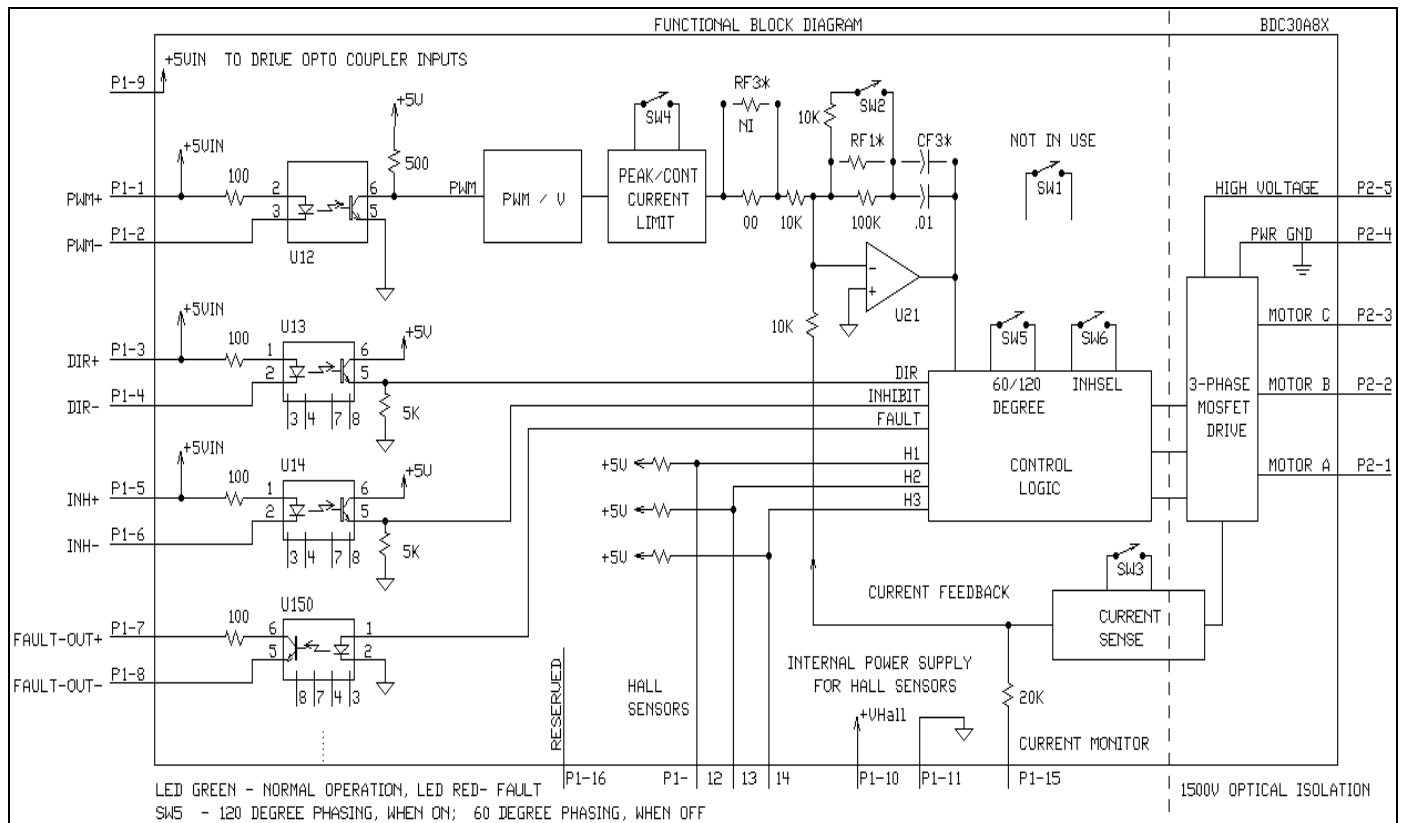 FUNCTIONAL BLOCK DIAGRAM
BDC30A8X
+5VIN TO DRIVE OPTO COUPLER INPUTS
P1-9
+5V
RF3*
NI
SW4
10K
SW2
RF1*
CF3*
NOT IN USE
SW1
+5VIN
500
100
PWM+
P1-1
2
3
6
5
PWM
PWM / V
PEAK/CONT
CURRENT
LIMIT
00
10K
100K
.01
HIGH VOLTAGE
P2-5
PWM-
P1-2
U12
PWR GND
P2-4
-
+
U21
+5VIN
100
U13
+5V
10K
SW5
SW6
MOTOR C
P2-3
DIR+
P1-3
1
2
6
5
DIR
60/120
DEGREE
INHSEL
3-PHASE
MOSFET
DRIVE
MOTOR B
P2-2
DIR-
P1-4
3
4
7
8
5K
INHIBIT
FAULT
+5VIN
100
U14
+5V
H1
H2
H3
CONTROL
LOGIC
MOTOR A
P2-1
INH+
P1-5
1
2
6
5
+5V
+5V
+5V
INH-
P1-6
3
4
7
8
5K
SW3
CURRENT FEEDBACK
CURRENT
SENSE
100
U150
FAULT-OUT+
P1-7
6
5
1
2
FAULT-OUT-
P1-8
8
7
4
3
RESERVED
HALL
SENSORS
INTERNAL POWER SUPPLY
FOR HALL SENSORS
+VHall
20K
CURRENT MONITOR
P1-16
P1-
12
13
14
P1-10
P1-11
P1-15
LED GREEN - NORMAL OPERATION, LED RED- FAULT
1500V OPTICAL ISOLATION
SW5 - 120 DEGREE PHASING, WHEN ON; 60 DEGREE PHASING, WHEN OFF